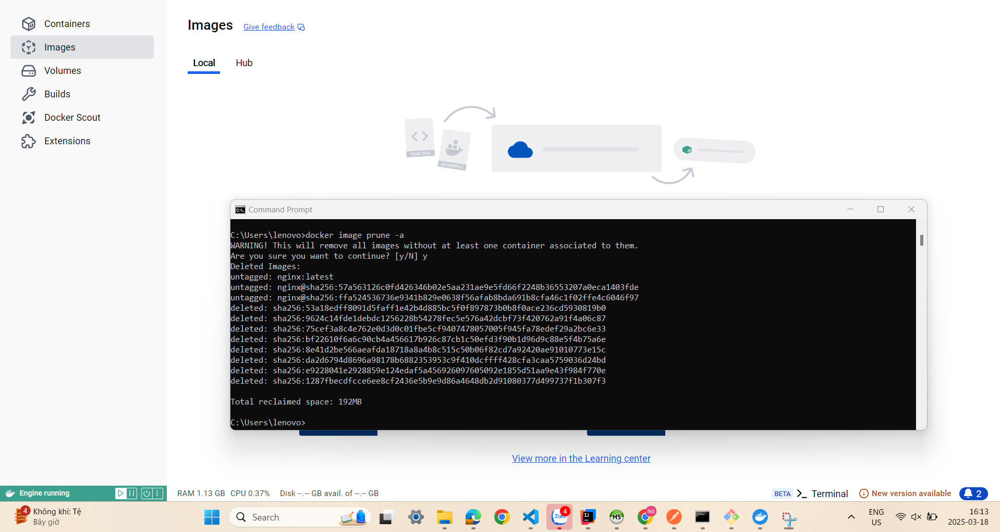 Containers
Images
Volumes
Builds
Docker Scout
Extensions
Images
Give feedback
Local
Hub
YOUR CODE
DOCKERFILE
Command Prompt
C:\Users\lenovo>docker image prune -a
WARNING! This will remove all images without at least one container associated to them.
Are you sure you want to continue? [y/N] y
Deleted Images:
untagged: nginx:latest
untagged: nginx@sha256:57a563126c0fd426346b02e5aa231ae9e5fd66f2248b36553207a0eca1403fde
untagged: nginx@sha256:ffa524536736e9341b829e0638f56afab8bda691b8cfa46c1f02ffe4c6046f97
deleted: sha256:53a18edff8091d5faff1e42b4d885bc5f0f897873b0b8f0ace236cd5930819b0
deleted: sha256:9624c14fde1debdc1256228b54278fec5e576a42dcbf73f420762a91f4a06c87
deleted: sha256:75cef3a8c4e762e0d3d0c01fbe5cf9407478057005f945fa78edef29a2bc6e33
deleted: sha256:bf22610f6a6c90cb4a456617b926c87cb1c50efd3f90b1d96d9c88e5f4b75a6e
deleted: sha256:8e41d2be566aeafda18718a8a4b8c515c50b06f82cd7a92420ae91010773e15c
deleted: sha256:da2d6794d8696a98178b6882353953c9f410dcffff428cfa3caa5759036d24bd
deleted: sha256:e9228041e2928859e124edaf5a456926097605092e1855d51aa9e43f984f770e
deleted: sha256:1287fbecdfcce6ee8cf2436e5b9e9d86a4648db2d91080377d499737f1b307f3
Total reclaimed space: 192MB
C:\Users\lenovo>
View more in the Learning center
Engine running
RAM 1.13 GB CPU 0.37% Disk --.-- GB avail. of --.-- GB
BETA
Terminal
New version available
2
4
Không khí: Tệ
Bây giờ
Search
Zalo
4
IJ
HS
Nô
ENG
US
16:13
2025-03-18